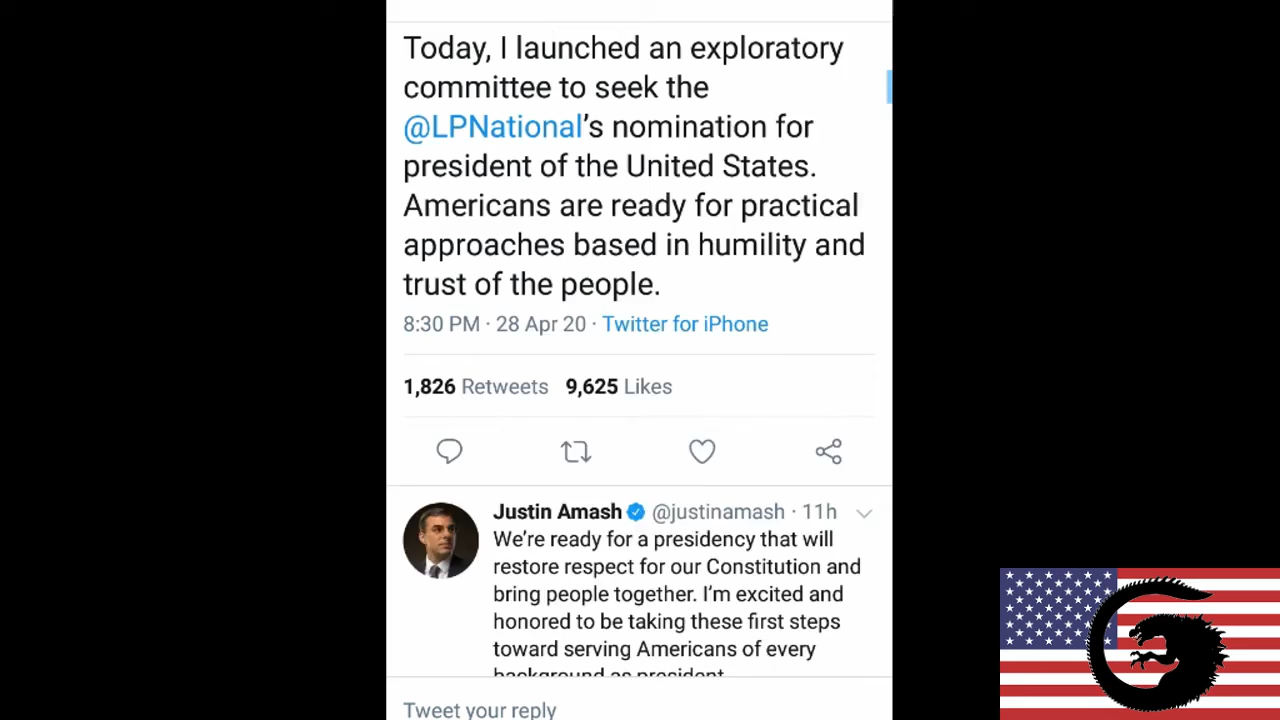 Today, I launched an exploratory
committee to seek the
@LPNational's nomination for
president of the United States.
Americans are ready for practical
approaches based in humility and
trust of the people.
8:30 PM · 28 Apr 20 · Twitter for iPhone
1,826 Retweets 9,625 Likes
Justin Amash @justinamash · 11h
We're ready for a presidency that will
restore respect for our Constitution and
bring people together. I'm excited and
honored to be taking these first steps
toward serving Americans of every
background as president
Tweet your reply